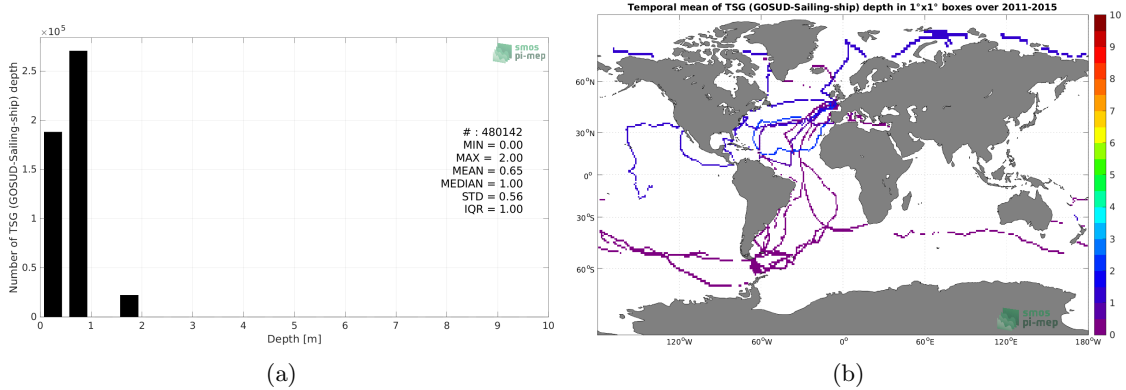 ×10⁵
2.5
2
1.5
1
0.5
0
Number of TSG (GOSUD-Sailing-ship) depth
0 1 2 3 4 5 6 7 8 9 10
Depth [m]
smos
pi-mep
# : 480142
MIN = 0.00
MAX = 2.00
MEAN = 0.65
MEDIAN = 1.00
STD = 0.56
IQR = 1.00
(a)
Temporal mean of TSG (GOSUD-Sailing-ship) depth in 1°x1° boxes over 2011-2015
60°N
30°N
0°
30°S
60°S
120°W 60°W 0° 60°E 120°E 180°W
smos
pi-mep
10
9
8
7
6
5
4
3
2
1
0
(b)